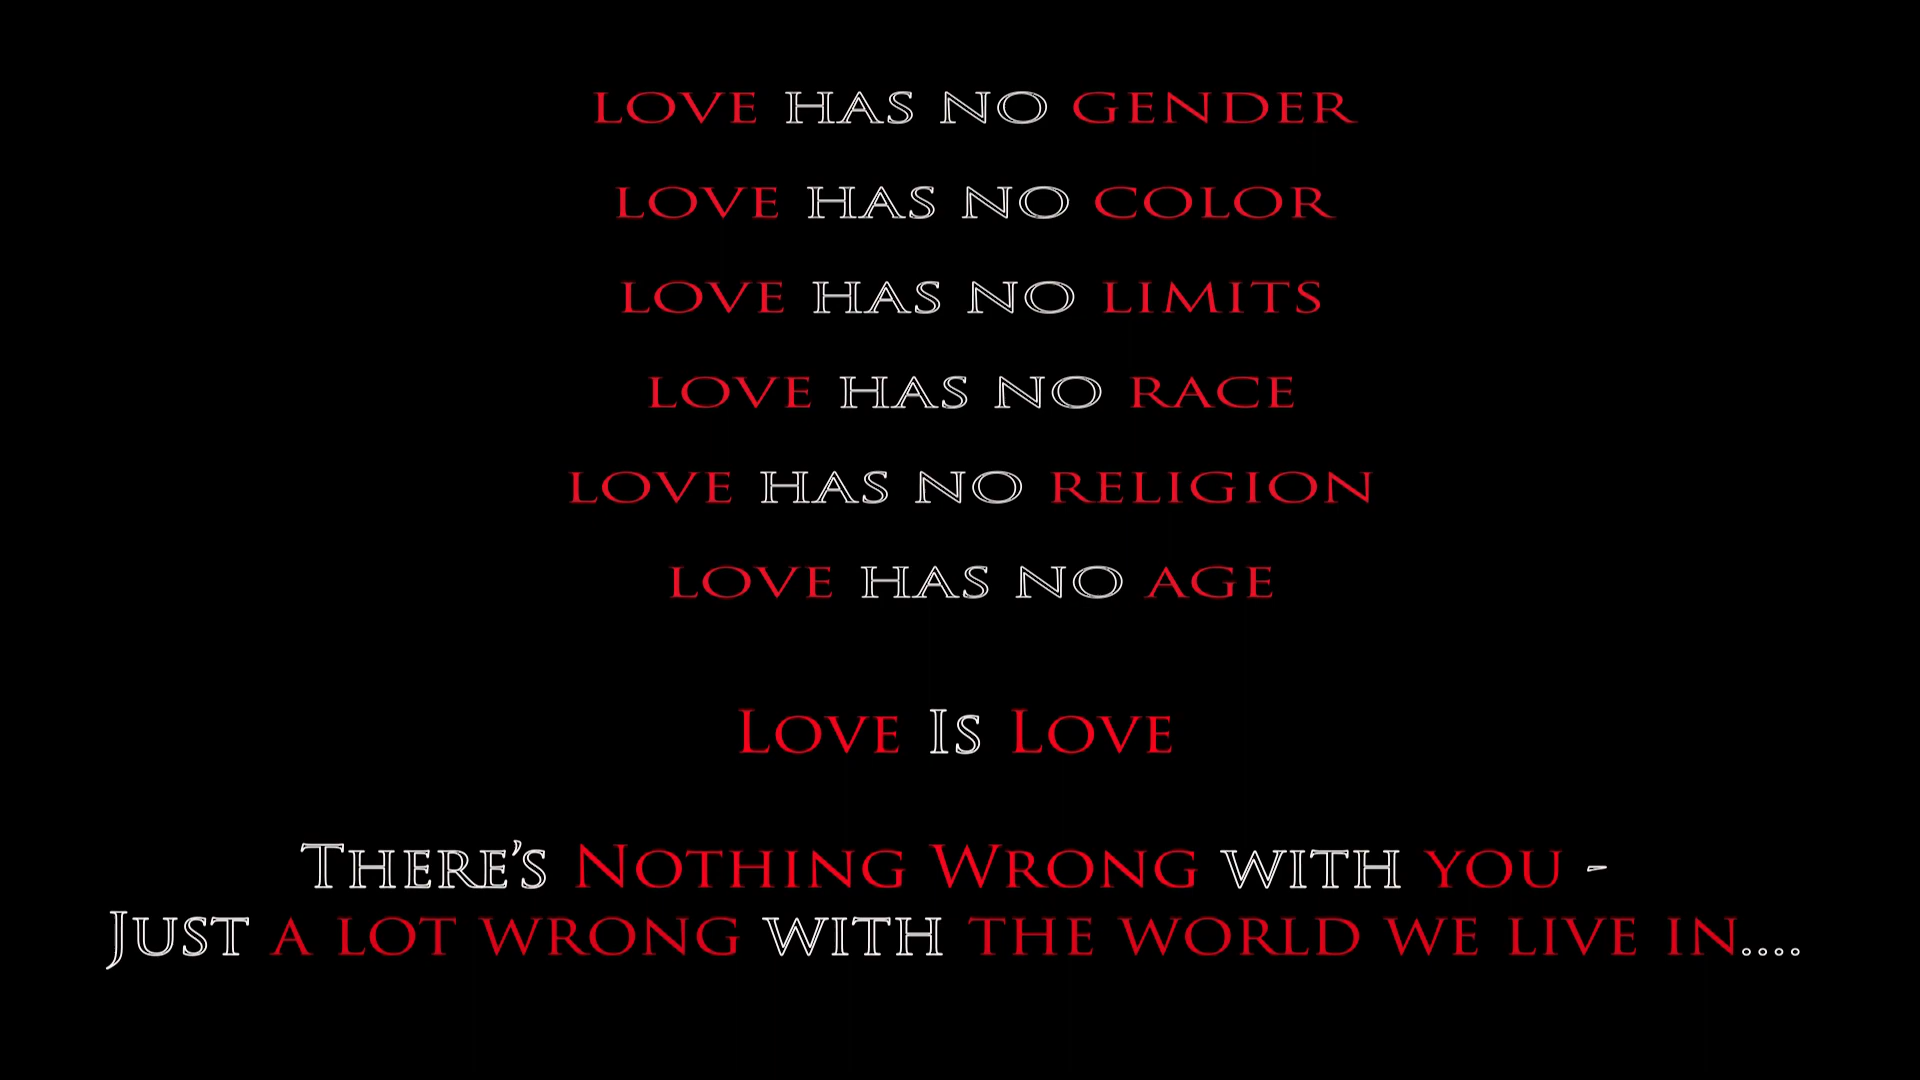 LOVE HAS NO GENDER
LOVE HAS NO COLOR
LOVE HAS NO LIMITS
LOVE HAS NO RACE
LOVE HAS NO RELIGION
LOVE HAS NO AGE
LOVE IS LOVE
THERE'S NOTHING WRONG WITH YOU -
JUST A LOT WRONG WITH THE WORLD WE LIVE IN....